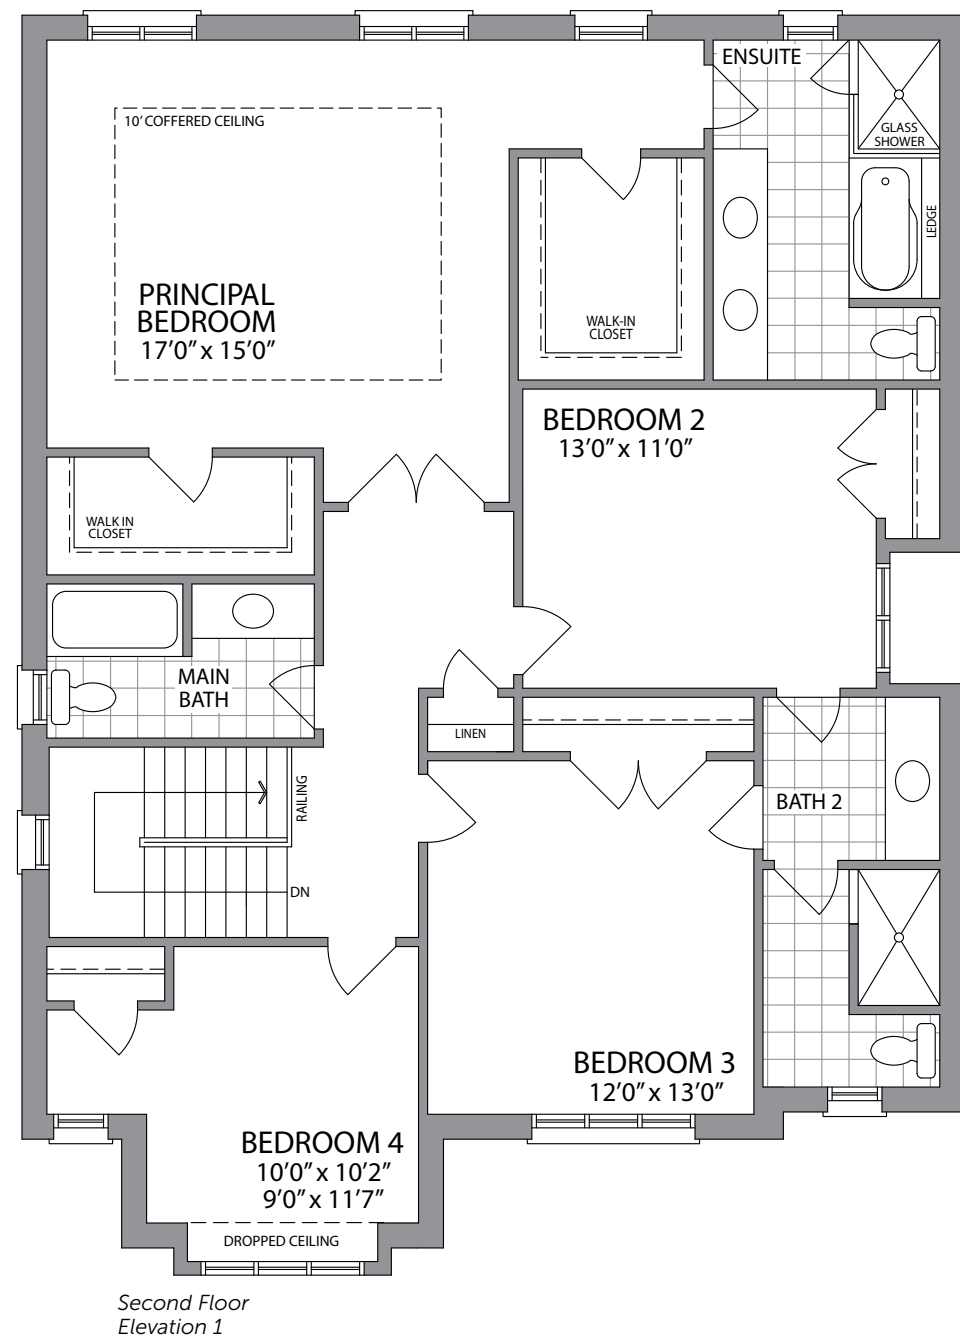 ENSUITE
10' COFFERED CEILING
GLASS
SHOWER
LEDGE
PRINCIPAL
BEDROOM
17'0” x 15'0”
WALK-IN
CLOSET
BEDROOM 2
13'0” x 11'0”
WALK IN
CLOSET
MAIN
BATH
LINEN
RAILING
BATH 2
DN
BEDROOM 3
12'0” x 13'0”
BEDROOM 4
10'0” x 10'2”
9'0” x 11'7”
DROPPED CEILING
Second Floor
Elevation 1